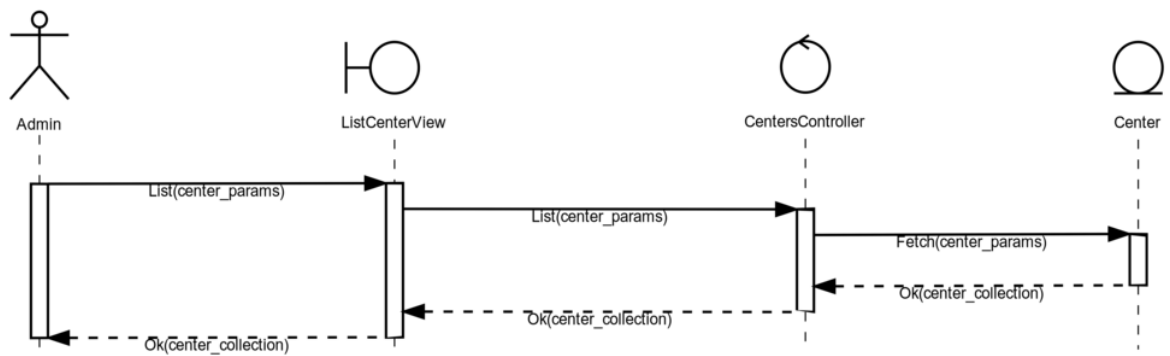 Admin
ListCenterView
CentersController
Center
List(center_params)
List(center_params)
Fetch(center_params)
Ok(center_collection)
Ok(center_collection)
Ok(center_collection)